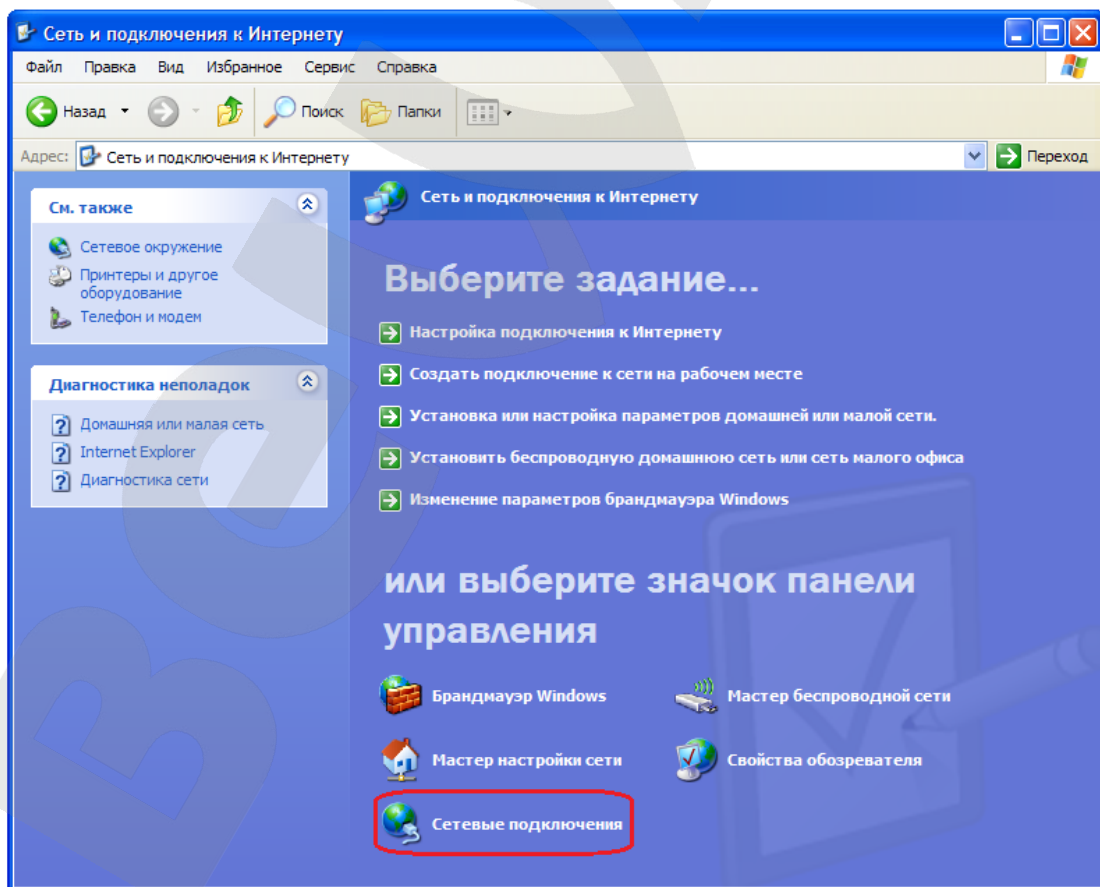 Сеть и подключения к Интернету
Файл Правка Вид Избранное Сервис Справка
Назад Поиск Папки
Адрес: Сеть и подключения к Интернету Переход
См. также
Сетевое окружение
Принтеры и другое
оборудование
Телефон и модем
Диагностика неполадок
Домашняя или малая сеть
Internet Explorer
Диагностика сети
Сеть и подключения к Интернету
Выберите задание...
Настройка подключения к Интернету
Создать подключение к сети на рабочем месте
Установка или настройка параметров домашней или малой сети.
Установить беспроводную домашнюю сеть или сеть малого офиса
Изменение параметров брандмауэра Windows
или выберите значок панели
управления
Брандмауэр Windows Мастер беспроводной сети
Мастер настройки сети Свойства обозревателя
Сетевые подключения